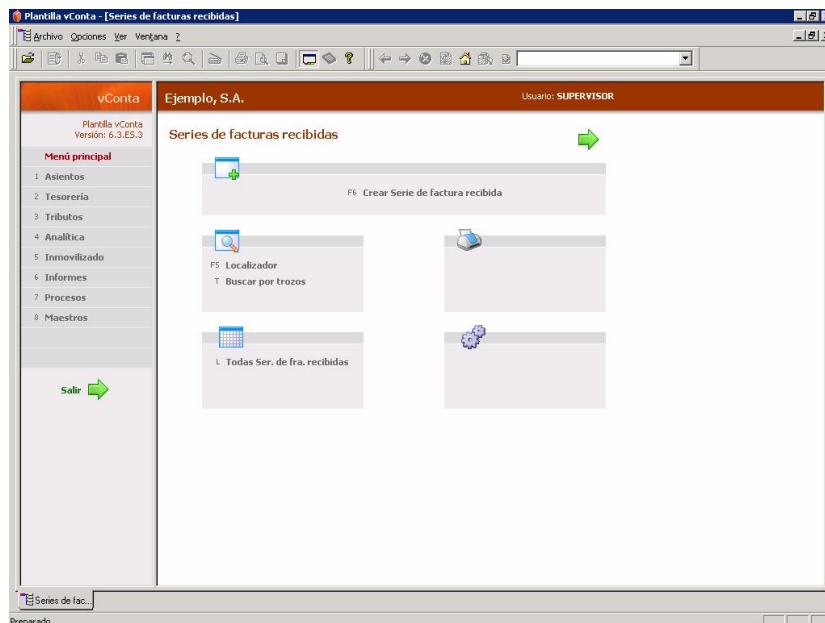 Plantilla vConta - [Series de facturas recibidas]
Archivo Opciones Ver Ventana ?
vConta
Ejemplo, S.A.
Usuario: SUPERVISOR
Plantilla vConta
Versión: 6.3.ES.3
Menú principal
1 Asientos
2 Tesorería
3 Tributos
4 Analítica
5 Inmovilizado
6 Informes
7 Procesos
8 Maestros
Salir
Series de facturas recibidas
F6 Crear Serie de factura recibida
F5 Localizador
T Buscar por trozos
L Todas Ser. de fra. recibidas
Series de fac...
Preparado